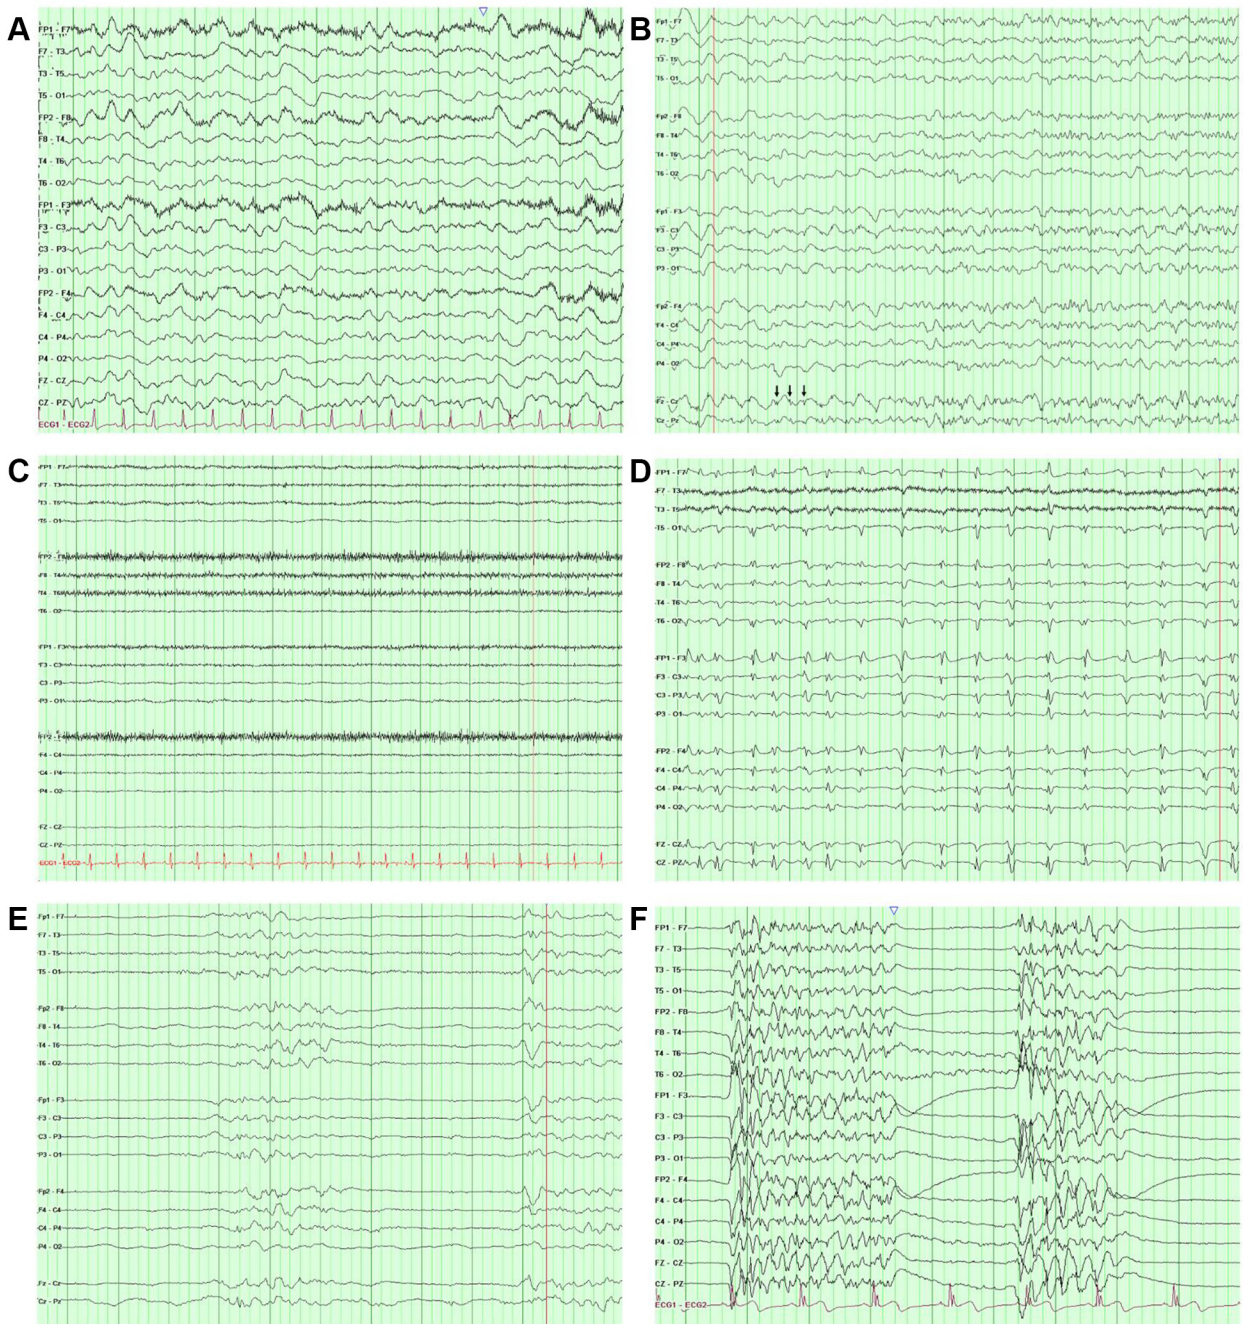 A
FP1 - F7
F7 - T3
T3 - T5
T5 - O1
FP2 - F8
F8 - T4
T4 - T6
T6 - O2
FP1 - F3
F3 - C3
C3 - P3
P3 - O1
FP2 - F4
F4 - C4
C4 - P4
P4 - O2
FZ - CZ
CZ - PZ
ECG1 - ECG2
B
Fp1 - F7
F7 - T3
T3 - T5
T5 - O1
Fp2 - F8
F8 - T4
T4 - T6
T6 - O2
Fp1 - F3
F3 - C3
C3 - P3
P3 - O1
Fp2 - F4
F4 - C4
C4 - P4
P4 - O2
Fz - Cz
Cz - Pz
C
FP1 - F7
F7 - T3
T3 - T5
T5 - O1
FP2 - F8
F8 - T4
T4 - T6
T6 - O2
FP1 - F3
F3 - C3
C3 - P3
P3 - O1
FP2 - F4
F4 - C4
C4 - P4
P4 - O2
FZ - CZ
CZ - PZ
ECG1 - ECG2
D
FP1 - F7
F7 - T3
T3 - T5
T5 - O1
FP2 - F8
F8 - T4
T4 - T6
T6 - O2
FP1 - F3
F3 - C3
C3 - P3
P3 - O1
FP2 - F4
F4 - C4
C4 - P4
P4 - O2
FZ - CZ
CZ - PZ
E
Fp1 - F7
F7 - T3
T3 - T5
T5 - O1
Fp2 - F8
F8 - T4
T4 - T6
T6 - O2
Fp1 - F3
F3 - C3
C3 - P3
P3 - O1
Fp2 - F4
F4 - C4
C4 - P4
P4 - O2
Fz - Cz
Cz - Pz
F
FP1 - F7
F7 - T3
T3 - T5
T5 - O1
FP2 - F8
F8 - T4
T4 - T6
T6 - O2
FP1 - F3
F3 - C3
C3 - P3
P3 - O1
FP2 - F4
F4 - C4
C4 - P4
P4 - O2
FZ - CZ
CZ - PZ
ECG1 - ECG2